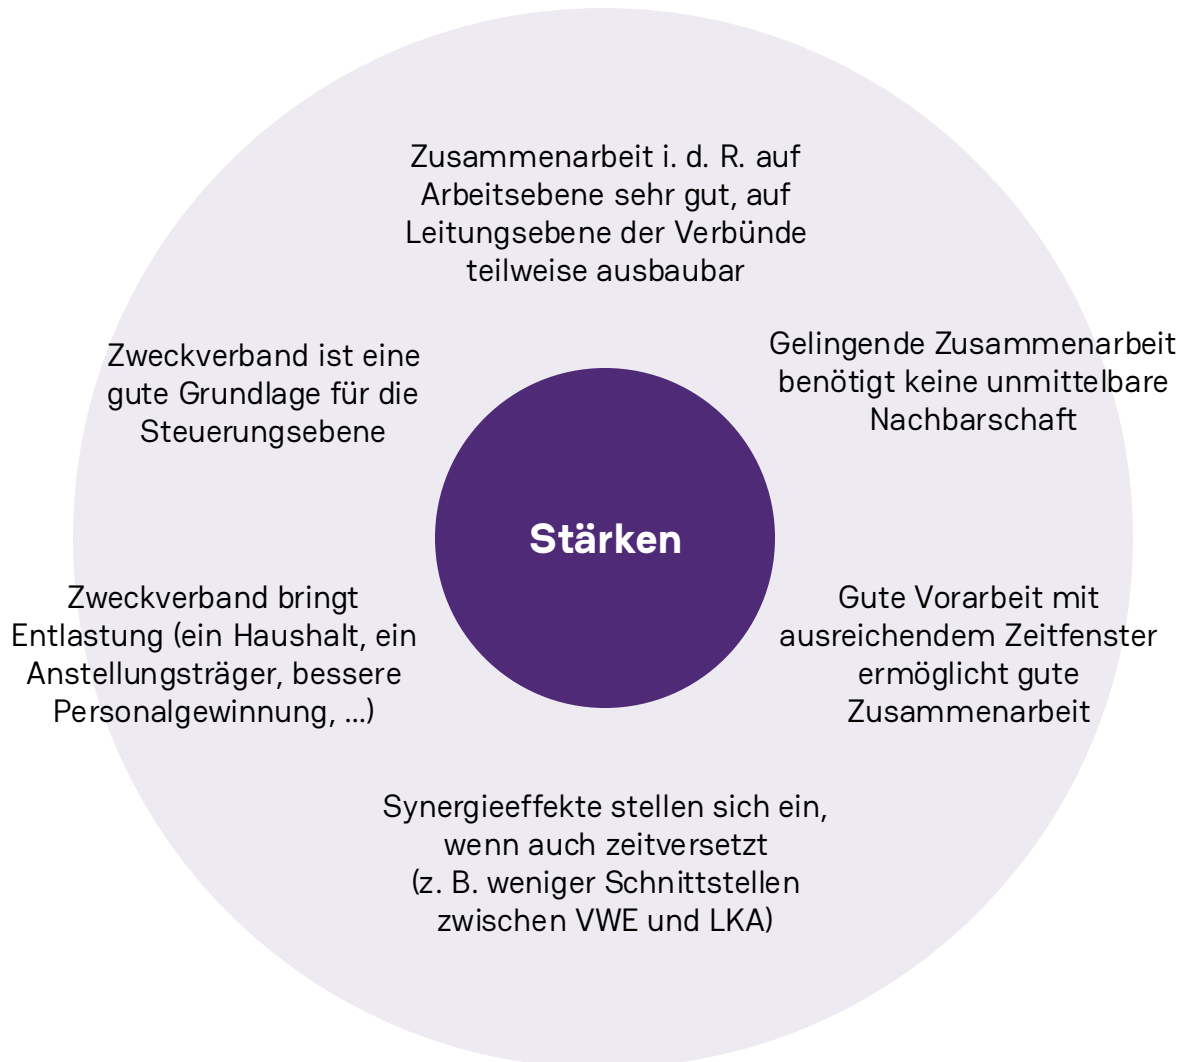 Zusammenarbeit i. d. R. auf
Arbeitsebene sehr gut, auf
Leitungsebene der Verbünde
teilweise ausbaubar
Gelingende Zusammenarbeit
benötigt keine unmittelbare
Nachbarschaft
Zweckverband ist eine
gute Grundlage für die
Steuerungsebene
Stärken
Zweckverband bringt
Entlastung (ein Haushalt, ein
Anstellungsträger, bessere
Personalgewinnung, ...)
Gute Vorarbeit mit
ausreichendem Zeitfenster
ermöglicht gute
Zusammenarbeit
Synergieeffekte stellen sich ein,
wenn auch zeitversetzt
(z. B. weniger Schnittstellen
zwischen VWE und LKA)